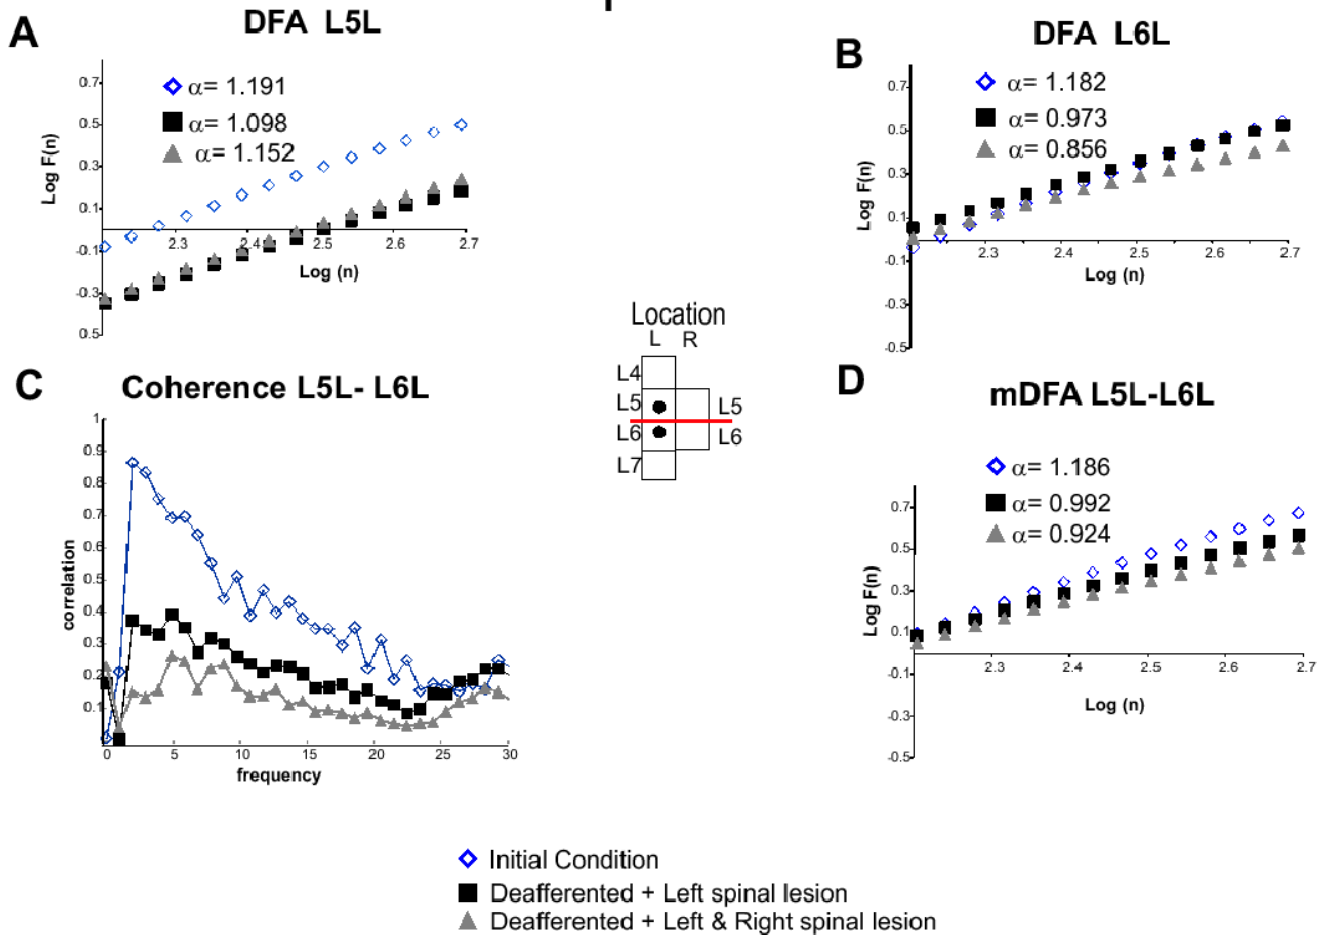 A
DFA L5L
α= 1.191
α= 1.098
α= 1.152
Log F(n)
0.7
0.5
0.3
0.1
-0.1
-0.3
0.5
2.3
2.5
2.6
2.7
Log (n)
B
DFA L6L
α= 1.182
α= 0.973
α= 0.856
Log F(n)
0.7
0.5
0.3
0.1
-0.1
-0.3
-0.5
2.3
2.4
2.5
2.6
2.7
Log (n)
Location
L R
L4
L5 L5
L6 L6
L7
C
Coherence L5L- L6L
correlation
1
0.9
0.8
0.7
0.6
0.5
0.4
0.3
0.2
0.1
0 5 10 15 20 25 30
frequency
D
mDFA L5L-L6L
α= 1.186
α= 0.992
α= 0.924
Log F(n)
0.7
0.5
0.3
0.1
-0.1
-0.3
-0.5
2.3 2.4 2.5 2.6 2.7
Log (n)
Initial Condition
Deafferented + Left spinal lesion
Deafferented + Left & Right spinal lesion